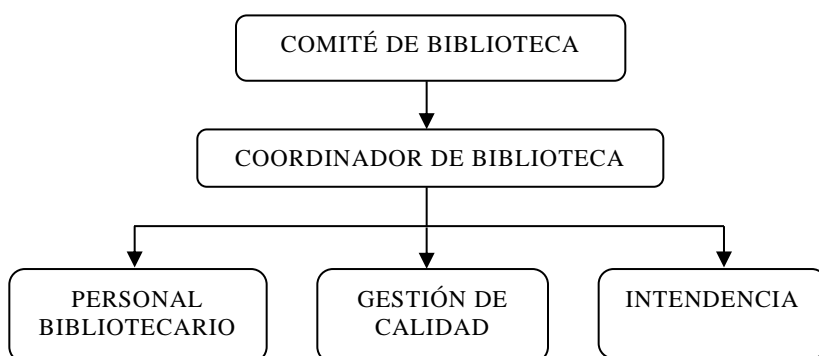 COMITÉ DE BIBLIOTECA
COORDINADOR DE BIBLIOTECA
PERSONAL
BIBLIOTECARIO
GESTIÓN DE
CALIDAD
INTENDENCIA